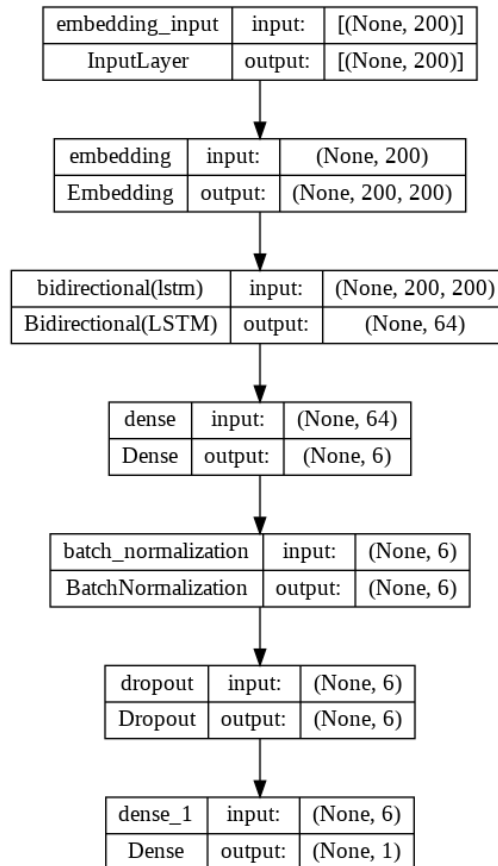 embedding_input input: [(None, 200)]
InputLayer output: [(None, 200)]
embedding input: (None, 200)
Embedding output: (None, 200, 200)
bidirectional(lstm) input: (None, 200, 200)
Bidirectional(LSTM) output: (None, 64)
dense input: (None, 64)
Dense output: (None, 6)
batch_normalization input: (None, 6)
BatchNormalization output: (None, 6)
dropout input: (None, 6)
Dropout output: (None, 6)
dense_1 input: (None, 6)
Dense output: (None, 1)